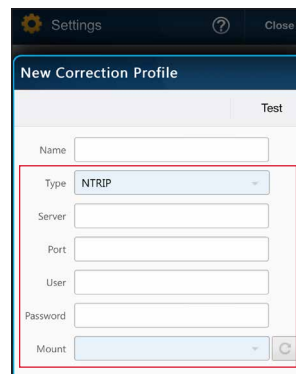 Settings
?
Close
New Correction Profile
Test
Name
Type NTRIP
Server
Port
User
Password
Mount